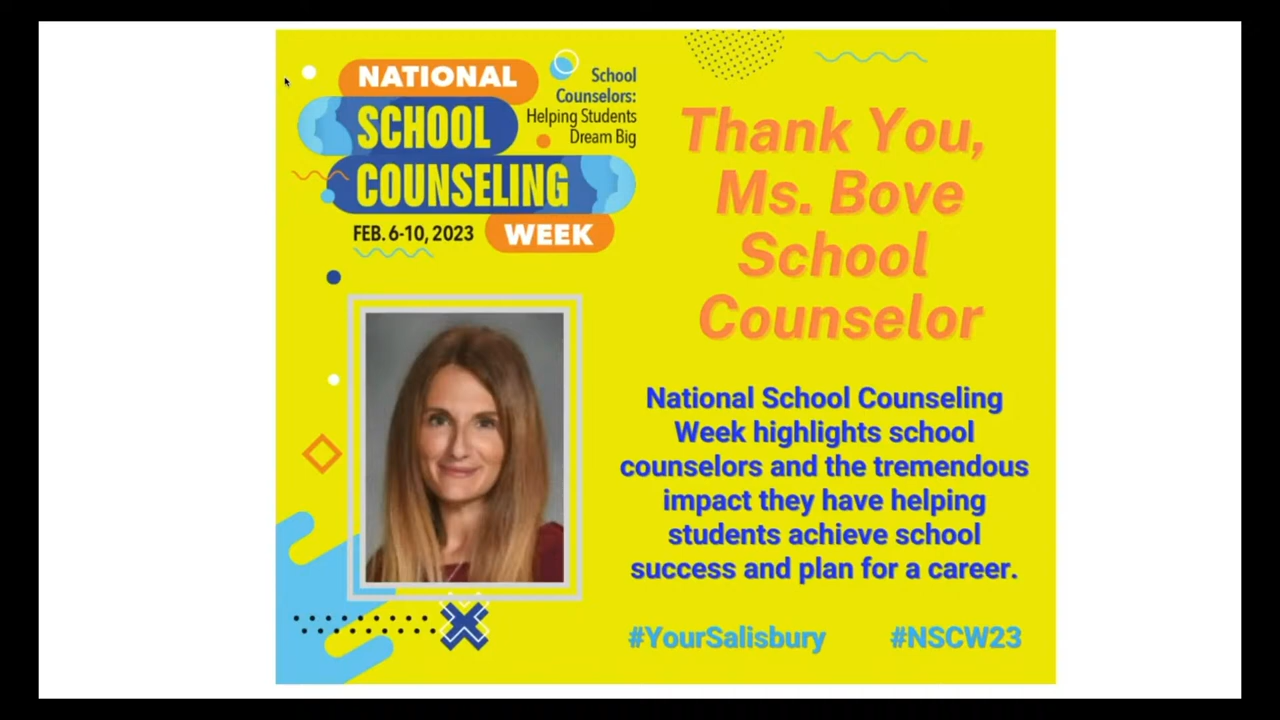 NATIONAL
SCHOOL
COUNSELING
FEB. 6-10, 2023
WEEK
School
Counselors:
Helping Students
Dream Big
Thank You,
Ms. Bove
School
Counselor
National School Counseling
Week highlights school
counselors and the tremendous
impact they have helping
students achieve school
success and plan for a career.
#YourSalisbury #NSCW23